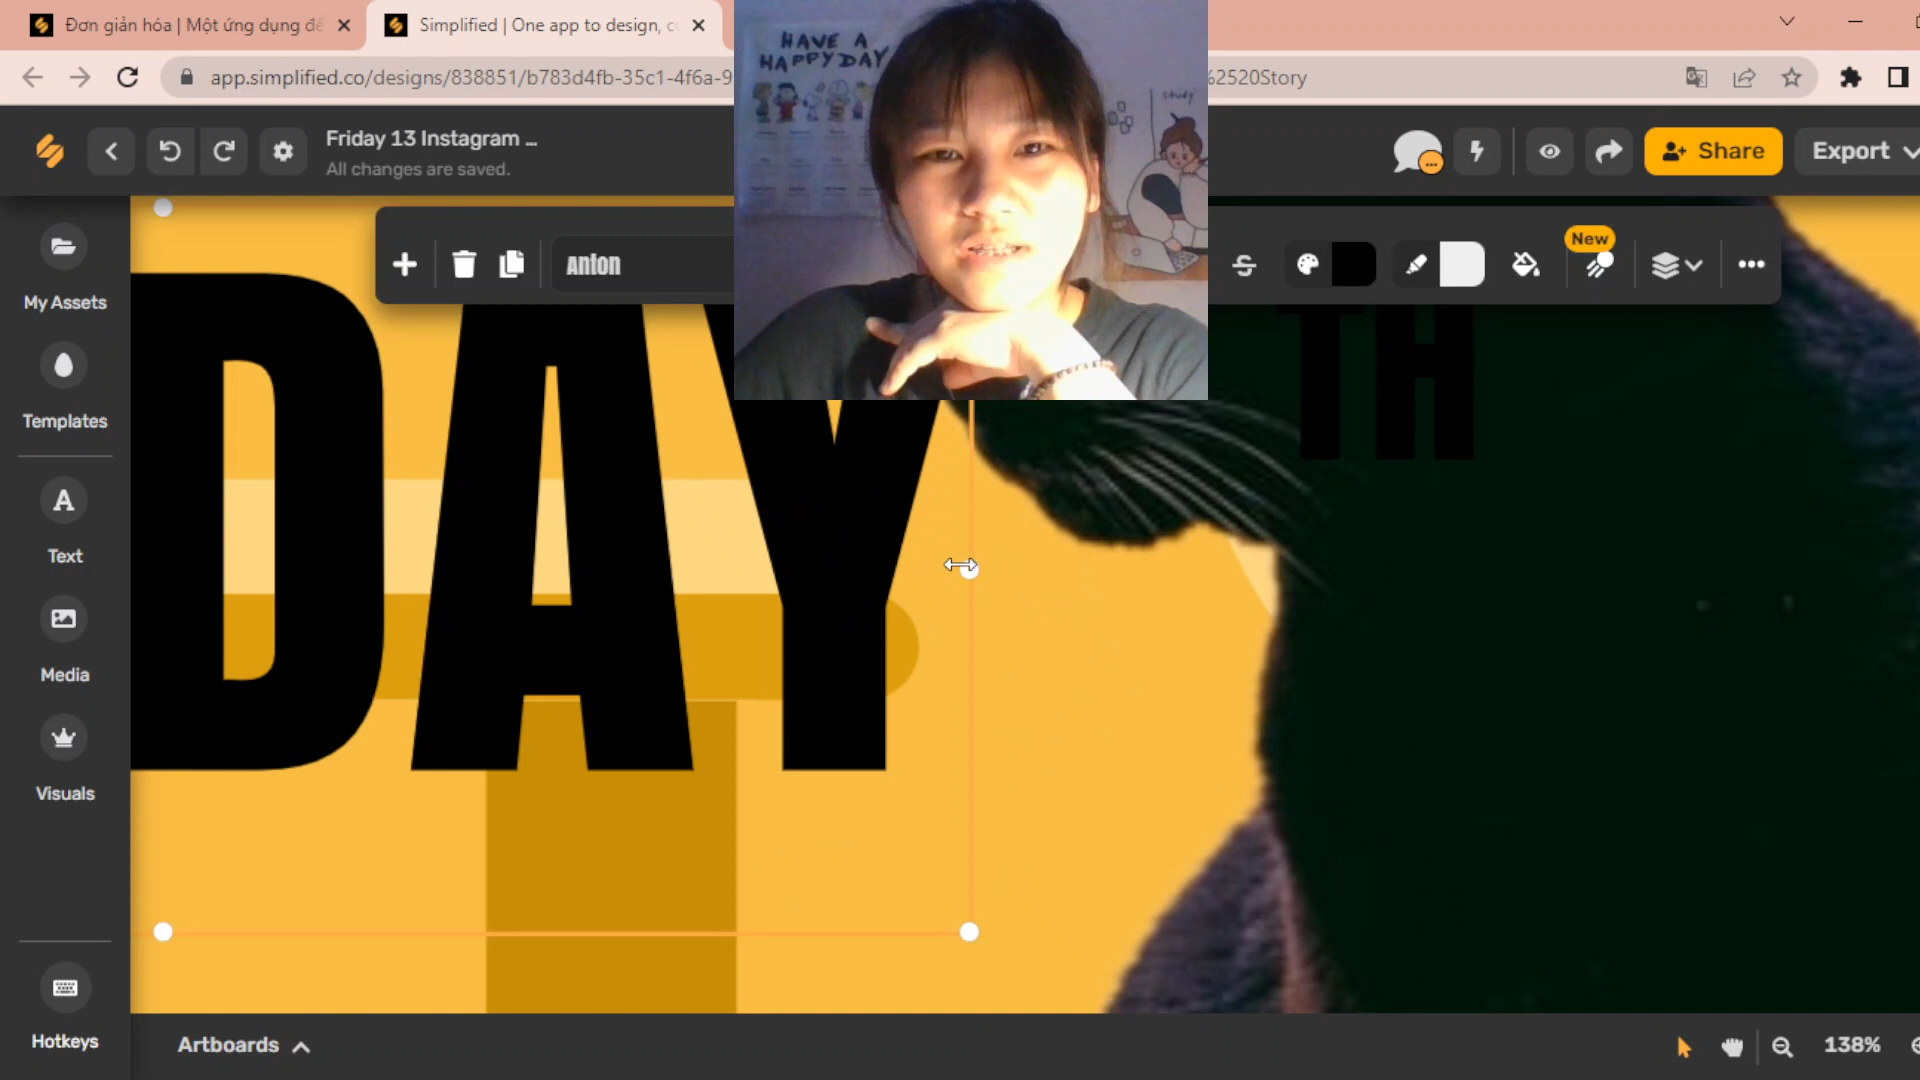 Đơn giản hóa | Một ứng dụng để
Simplified | One app to design, c
app.simplified.co/designs/838851/b783d4fb-35c1-4f6a-9
%2520Story
HAVE A
HAPPYDAY
study
Friday 13 Instagram ...
All changes are saved.
Share
Export
Anton
New
My Assets
Templates
Text
Media
Visuals
Hotkeys
DAY
TH
Artboards
138%